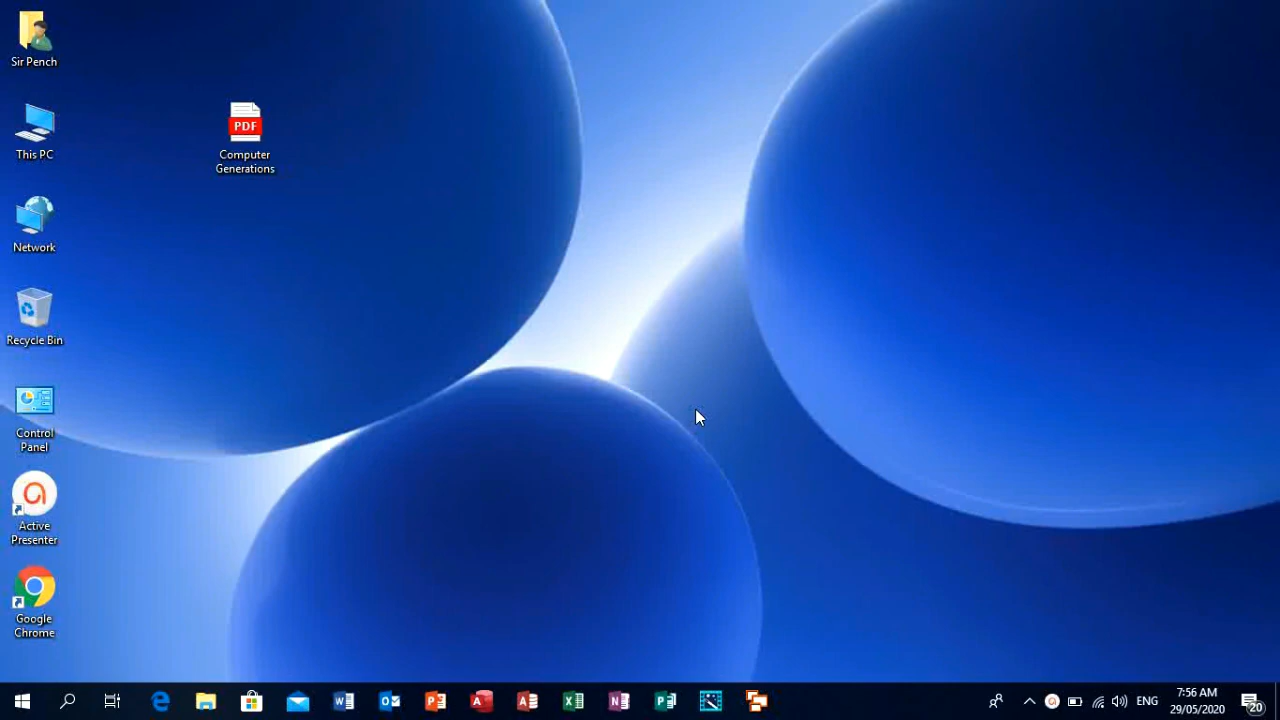 Sir Pench
This PC
Network
Recycle Bin
Control
Panel
Active
Presenter
Google
Chrome
PDF
Computer
Generations
ENG
7:56 AM
29/05/2020
20